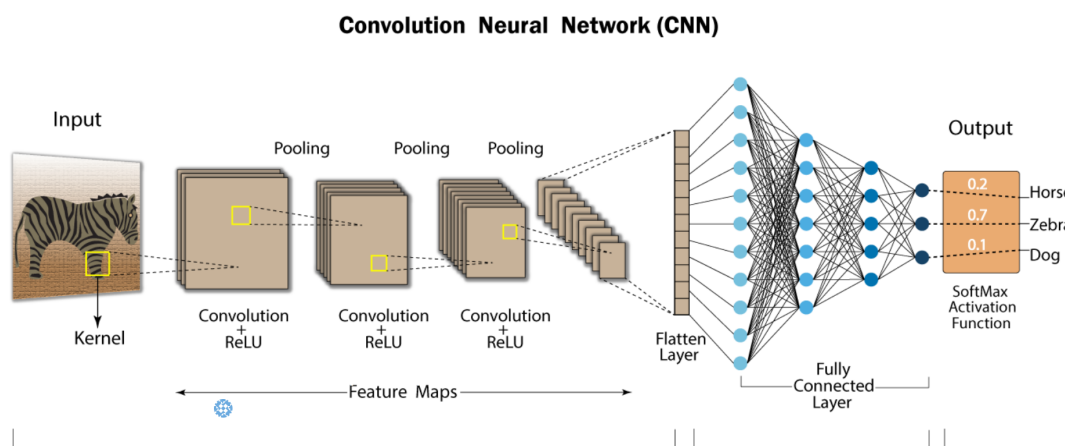 Convolution Neural Network (CNN)
Input
Kernel
Pooling
Pooling
Pooling
Convolution
+
ReLU
Convolution
+
ReLU
Convolution
+
ReLU
Feature Maps
Flatten
Layer
Fully
Connected
Layer
Output
0.2
Horse
0.7
Zebra
0.1
Dog
SoftMax
Activation
Function